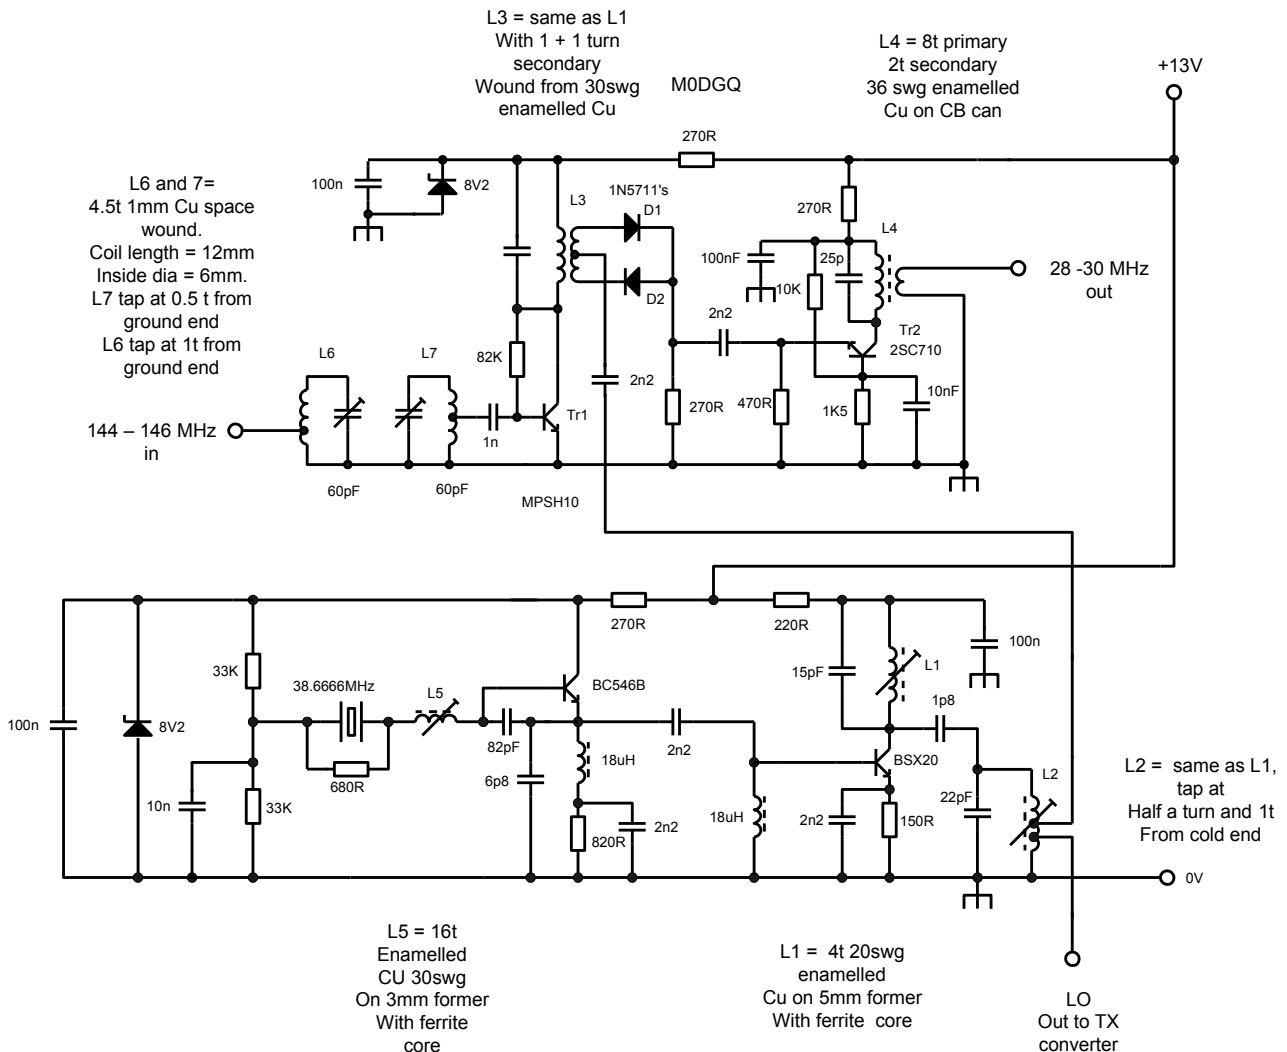 L3 = same as L1
With 1 + 1 turn
secondary
Wound from 30swg
enamelled Cu
M0DGQ
L4 = 8t primary
2t secondary
36 swg enamelled
Cu on CB can
+13V
270R
L6 and 7=
4.5t 1mm Cu space
wound.
Coil length = 12mm
Inside dia = 6mm.
L7 tap at 0.5 t from
ground end
L6 tap at 1t from
ground end
100n
8V2
L3
1N5711's
D1
D2
270R
L4
100nF
25p
10K
28 -30 MHz
out
2n2
Tr2
2SC710
L6
L7
82K
2n2
270R
470R
1K5
10nF
Tr1
144 – 146 MHz
in
1n
60pF
60pF
MPSH10
270R
220R
100n
33K
38.6666MHz
L5
BC546B
15pF
L1
1p8
100n
8V2
82pF
2n2
BSX20
680R
6p8
18uH
L2
L2 = same as L1,
tap at
Half a turn and 1t
From cold end
10n
33K
820R
2n2
18uH
2n2
150R
22pF
0V
L5 = 16t
Enamelled
CU 30swg
On 3mm former
With ferrite
core
L1 = 4t 20swg
enamelled
Cu on 5mm former
With ferrite core
LO
Out to TX
converter